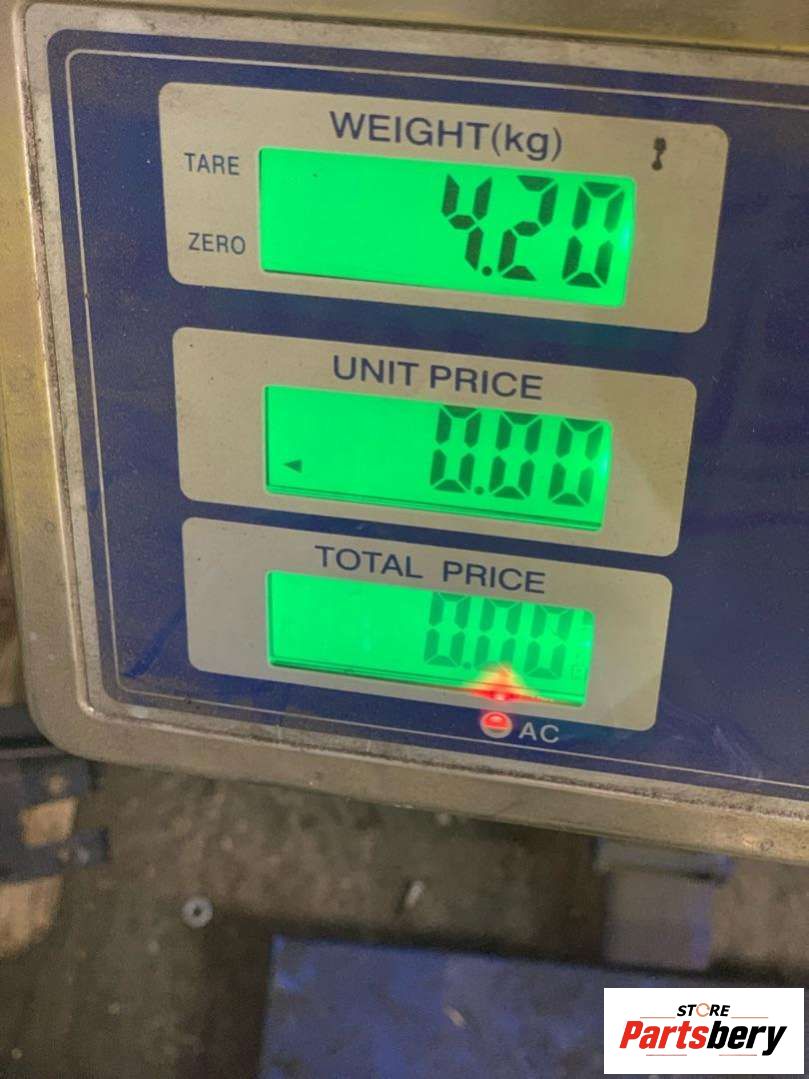 WEIGHT(kg)
TARE
4.20
ZERO
UNIT PRICE
0.00
TOTAL PRICE
0.00
AC
STORE
Partsbery